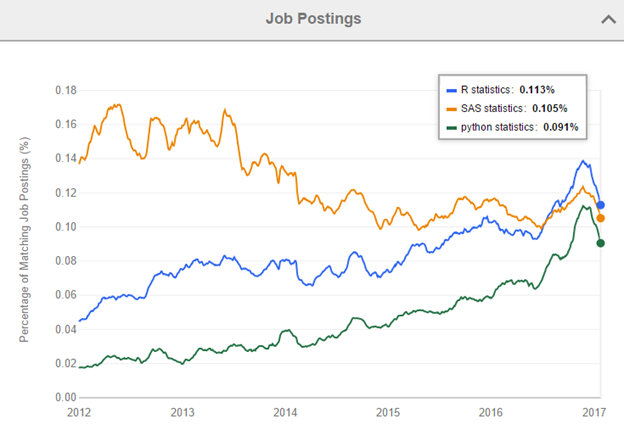 Job Postings
R statistics: 0.113%
SAS statistics: 0.105%
python statistics: 0.091%
Percentage of Matching Job Postings (%)
0.18
0.16
0.14
0.12
0.10
0.08
0.06
0.04
0.02
0.00
2012 2013 2014 2015 2016 2017